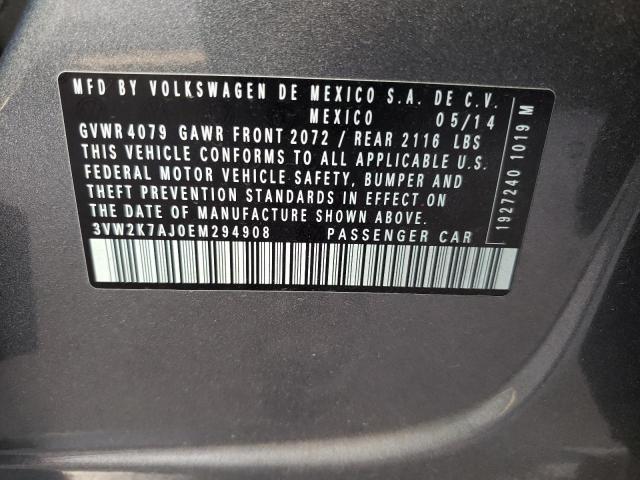 MFD BY VOLKSWAGEN DE MEXICO S.A. DE C.V.
MEXICO 05/14
GVWR 4079 GAWR FRONT 2072 / REAR 2116 LBS
THIS VEHICLE CONFORMS TO ALL APPLICABLE U.S.
FEDERAL MOTOR VEHICLE SAFETY, BUMPER AND
THEFT PREVENTION STANDARDS IN EFFECT ON
THE DATE OF MANUFACTURE SHOWN ABOVE.
3VW2K7AJ0EM294908 PASSENGER CAR
1927240 1019 M